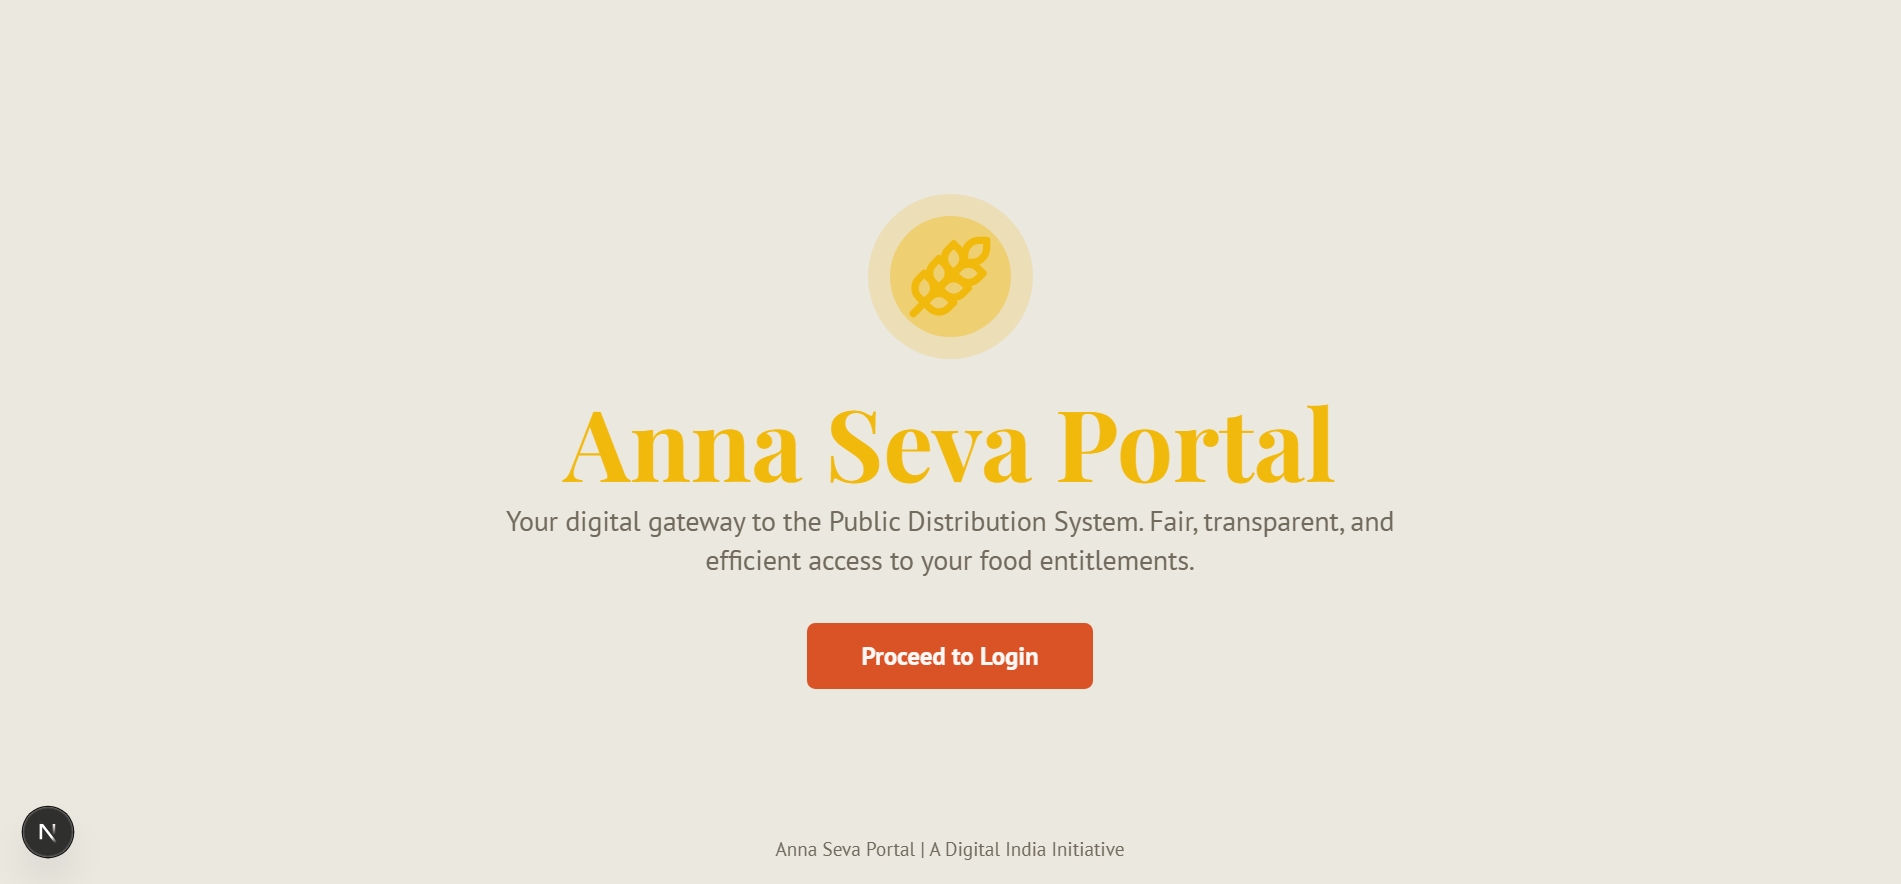 Anna Seva Portal
Your digital gateway to the Public Distribution System. Fair, transparent, and
efficient access to your food entitlements.
Proceed to Login
N
Anna Seva Portal | A Digital India Initiative